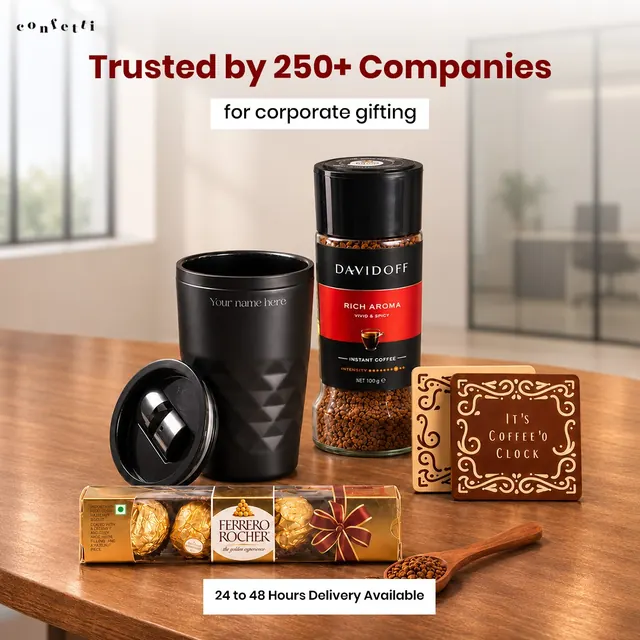 confetti
Trusted by 250+ Companies
for corporate gifting
DAVIDOFF
RICH AROMA
VIVID & SPICY
INSTANT COFFEE
INTENSITY
NET 100g e
Your name here
IT'S
COFFEE'O
CLOCK
FERRERO
ROCHER
the golden experience
24 to 48 Hours Delivery Available